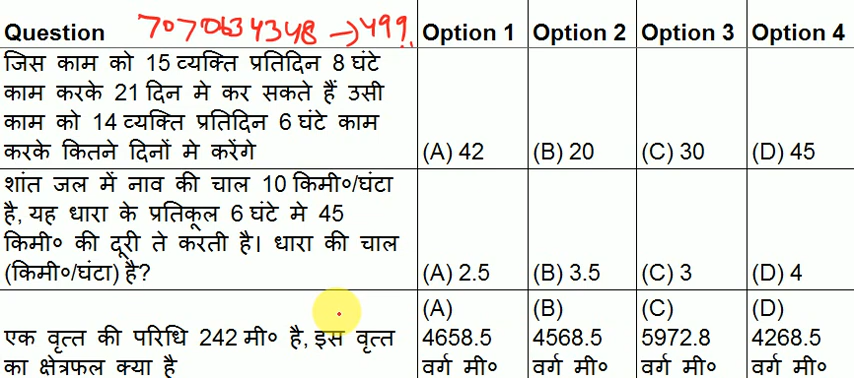 Question 7070634348 → 499 Option 1 Option 2 Option 3 Option 4
जिस काम को 15 व्यक्ति प्रतिदिन 8 घंटे
काम करके 21 दिन मे कर सकते हैं उसी
काम को 14 व्यक्ति प्रतिदिन 6 घंटे काम
करके कितने दिनों मे करेंगे (A) 42 (B) 20 (C) 30 (D) 45
शांत जल में नाव की चाल 10 किमी०/घंटा
है, यह धारा के प्रतिकूल 6 घंटे मे 45
किमी० की दूरी ते करती है। धारा की चाल
(किमी०/घंटा) है? (A) 2.5 (B) 3.5 (C) 3 (D) 4
(A) (B) (C) (D)
एक वृत्त की परिधि 242 मी० है, इस वृत्त 4658.5 4568.5 5972.8 4268.5
का क्षेत्रफल क्या है वर्ग मी० वर्ग मी० वर्ग मी० वर्ग मी०